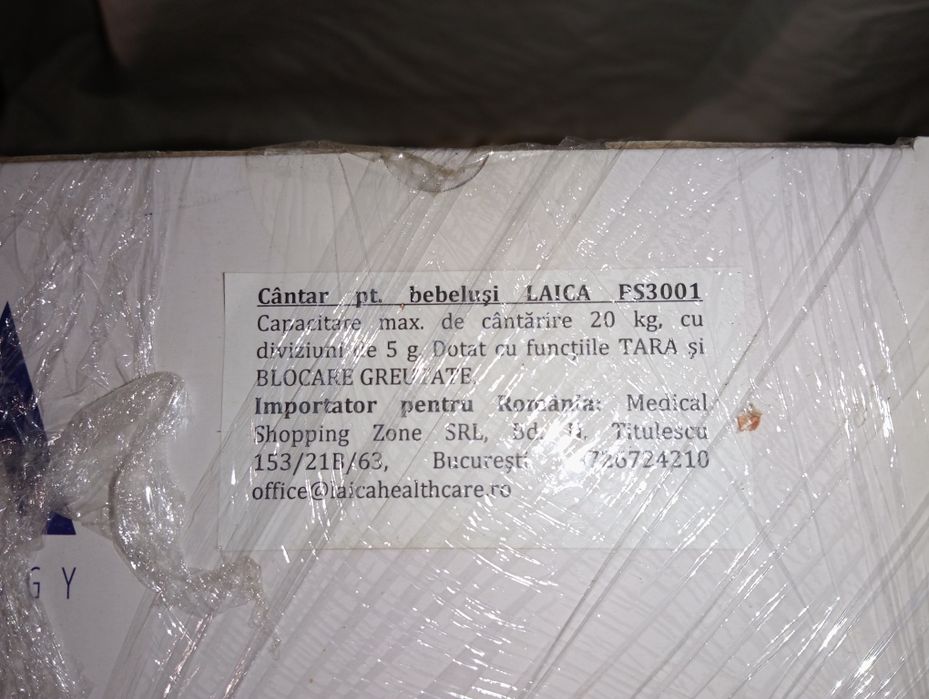 Cântar pt. bebeluşi LAICA PS3001
Capacitate max. de cântărire 20 kg, cu
diviziuni de 5 g. Dotat cu funcţiile TARA şi
BLOCARE GREUTATE.
Importator pentru România: Medical
Shopping Zone SRL, Bd. N. Titulescu
153/21B/63, Bucureşti 0726724210
office@laicahealthcare.ro
G Y